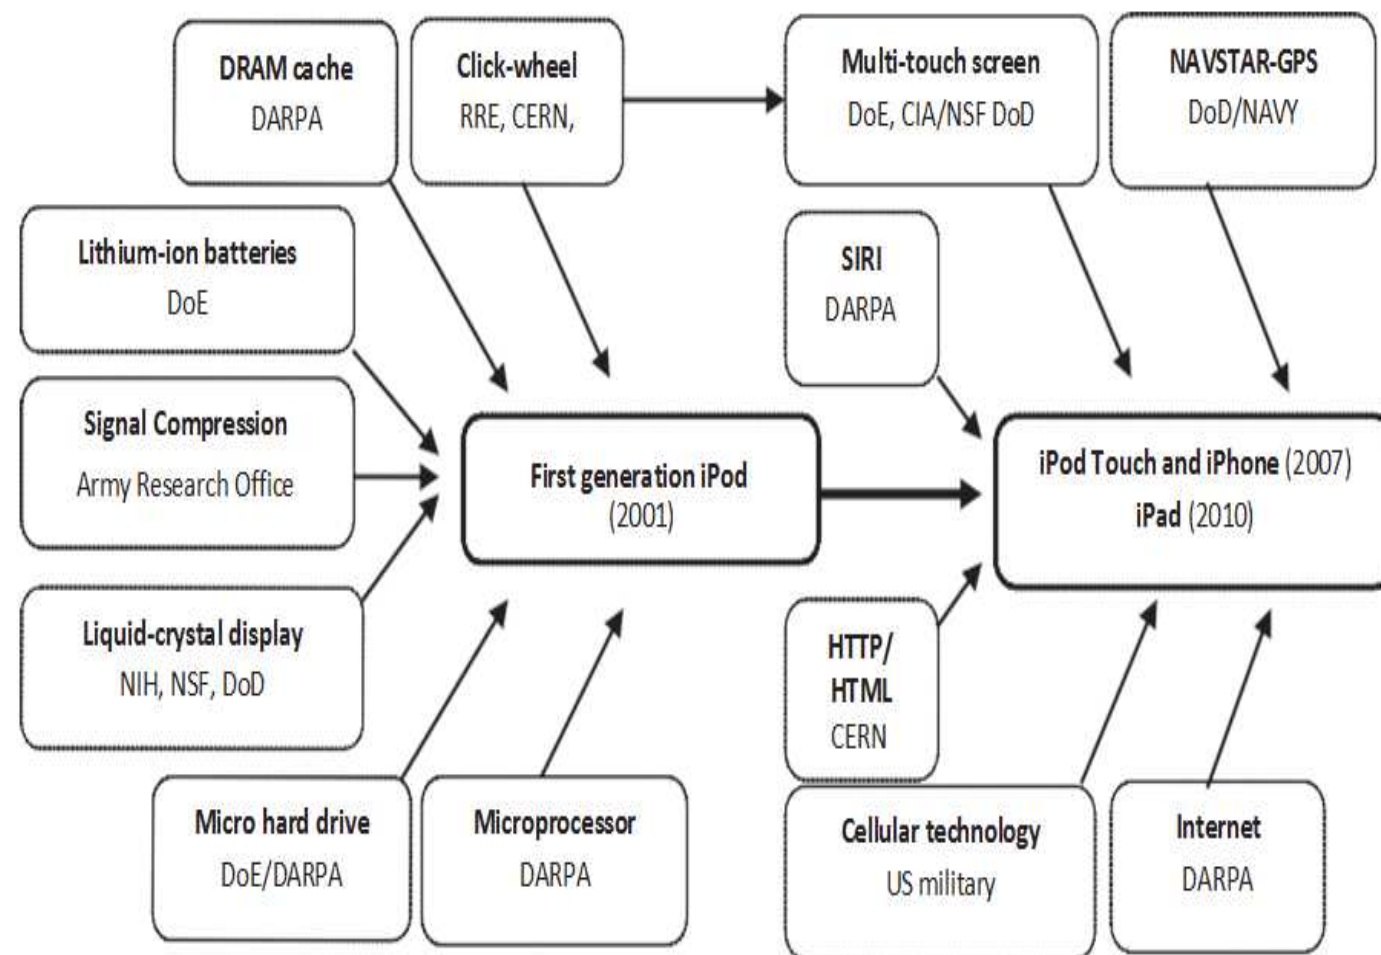 DRAM cache
DARPA
Click-wheel
RRE, CERN,
Multi-touch screen
DoE, CIA/NSF DoD
NAVSTAR-GPS
DoD/NAVY
Lithium-ion batteries
DoE
SIRI
DARPA
Signal Compression
Army Research Office
First generation iPod
(2001)
iPod Touch and iPhone (2007)
iPad (2010)
Liquid-crystal display
NIH, NSF, DoD
HTTP/
HTML
CERN
Micro hard drive
DoE/DARPA
Microprocessor
DARPA
Cellular technology
US military
Internet
DARPA